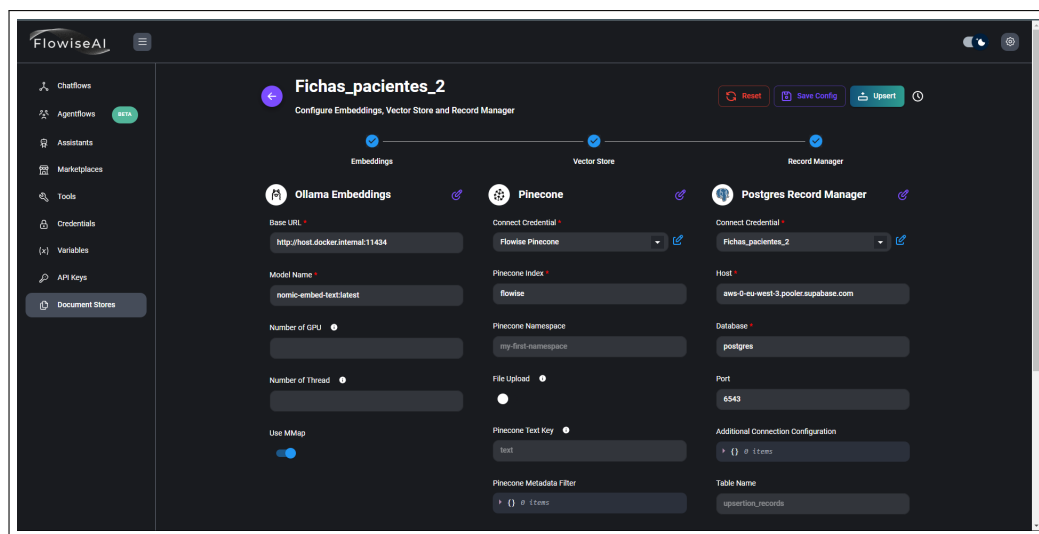 FlowiseAI
Chatflows
Agentflows
BETA
Assistants
Marketplaces
Tools
Credentials
Variables
API Keys
Document Stores
Fichas_pacientes_2
Configure Embeddings, Vector Store and Record Manager
Reset
Save Config
Upsert
Embeddings
Vector Store
Record Manager
Ollama Embeddings
Base URL *
http://host.docker.internal:11434
Model Name *
nomic-embed-text:latest
Number of GPU
Number of Thread
Use MMap
Pinecone
Connect Credential *
Flowise Pinecone
Pinecone Index *
flowise
Pinecone Namespace
my-first-namespace
File Upload
Pinecone Text Key
text
Pinecone Metadata Filter
{} 0 items
Postgres Record Manager
Connect Credential *
Fichas_pacientes_2
Host *
aws-0-eu-west-3.pooler.supabase.com
Database *
postgres
Port
6543
Additional Connection Configuration
{} 0 items
Table Name
upsertion_records